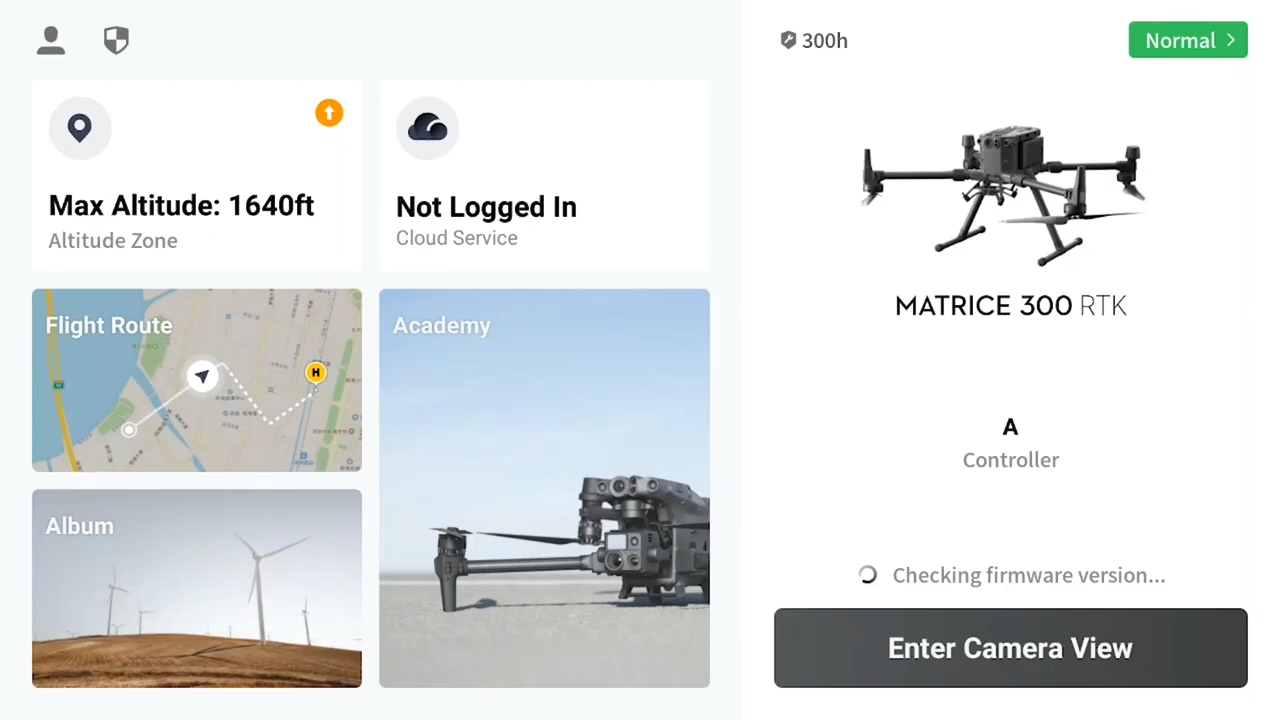 300h
Normal
Max Altitude: 1640ft
Altitude Zone
Not Logged In
Cloud Service
MATRICE 300 RTK
Flight Route
H
Academy
A
Controller
Album
Checking firmware version...
Enter Camera View